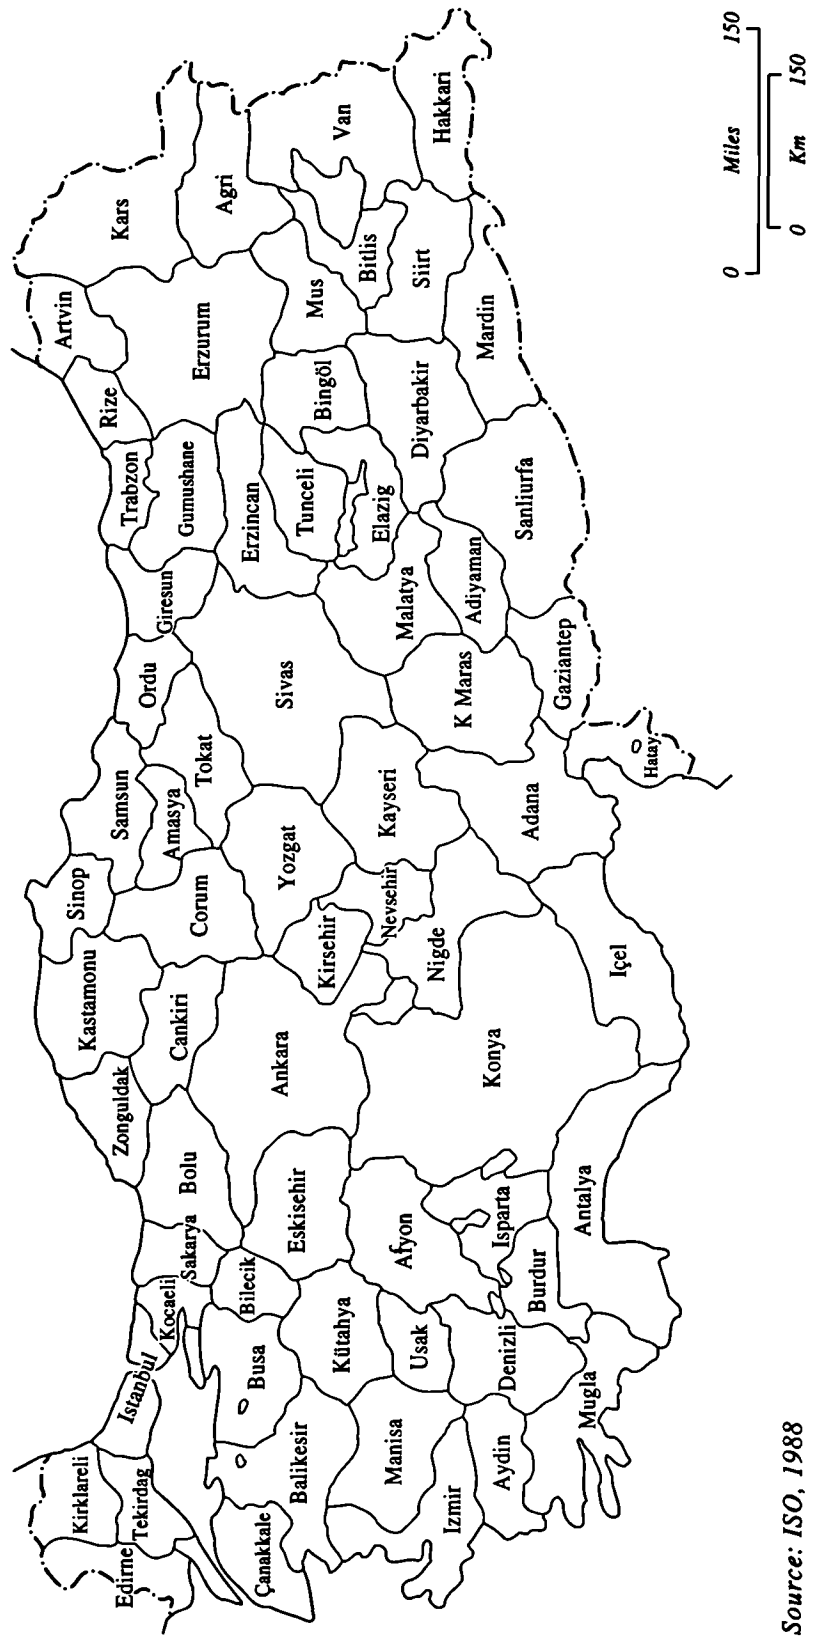 Edirne
Kirklareli
Tekirdag
Istanbul
Kocaeli
Sakarya
Bolu
Zonguldak
Kastamonu
Cankiri
Sinop
Corum
Samsun
Amasya
Tokat
Ordu
Giresun
Trabzon
Gumushane
Rize
Artvin
Kars
Erzurum
Agri
Çanakkale
Balikesir
Busa
Bilecik
Kütahya
Eskisehir
Ankara
Kirsehir
Yozgat
Sivas
Erzincan
Tunceli
Bingöl
Mus
Bitlis
Van
Manisa
Usak
Afyon
Nevsehir
Kayseri
Malatya
Elazig
Diyarbakir
Siirt
Hakkari
Izmir
Aydin
Denizli
Isparta
Burdur
Konya
Nigde
K Maras
Adiyaman
Sanliurfa
Mardin
Mugla
Antalya
Içel
Adana
Gaziantep
Hatay
0 Miles 150
0 Km 150
Source: ISO, 1988